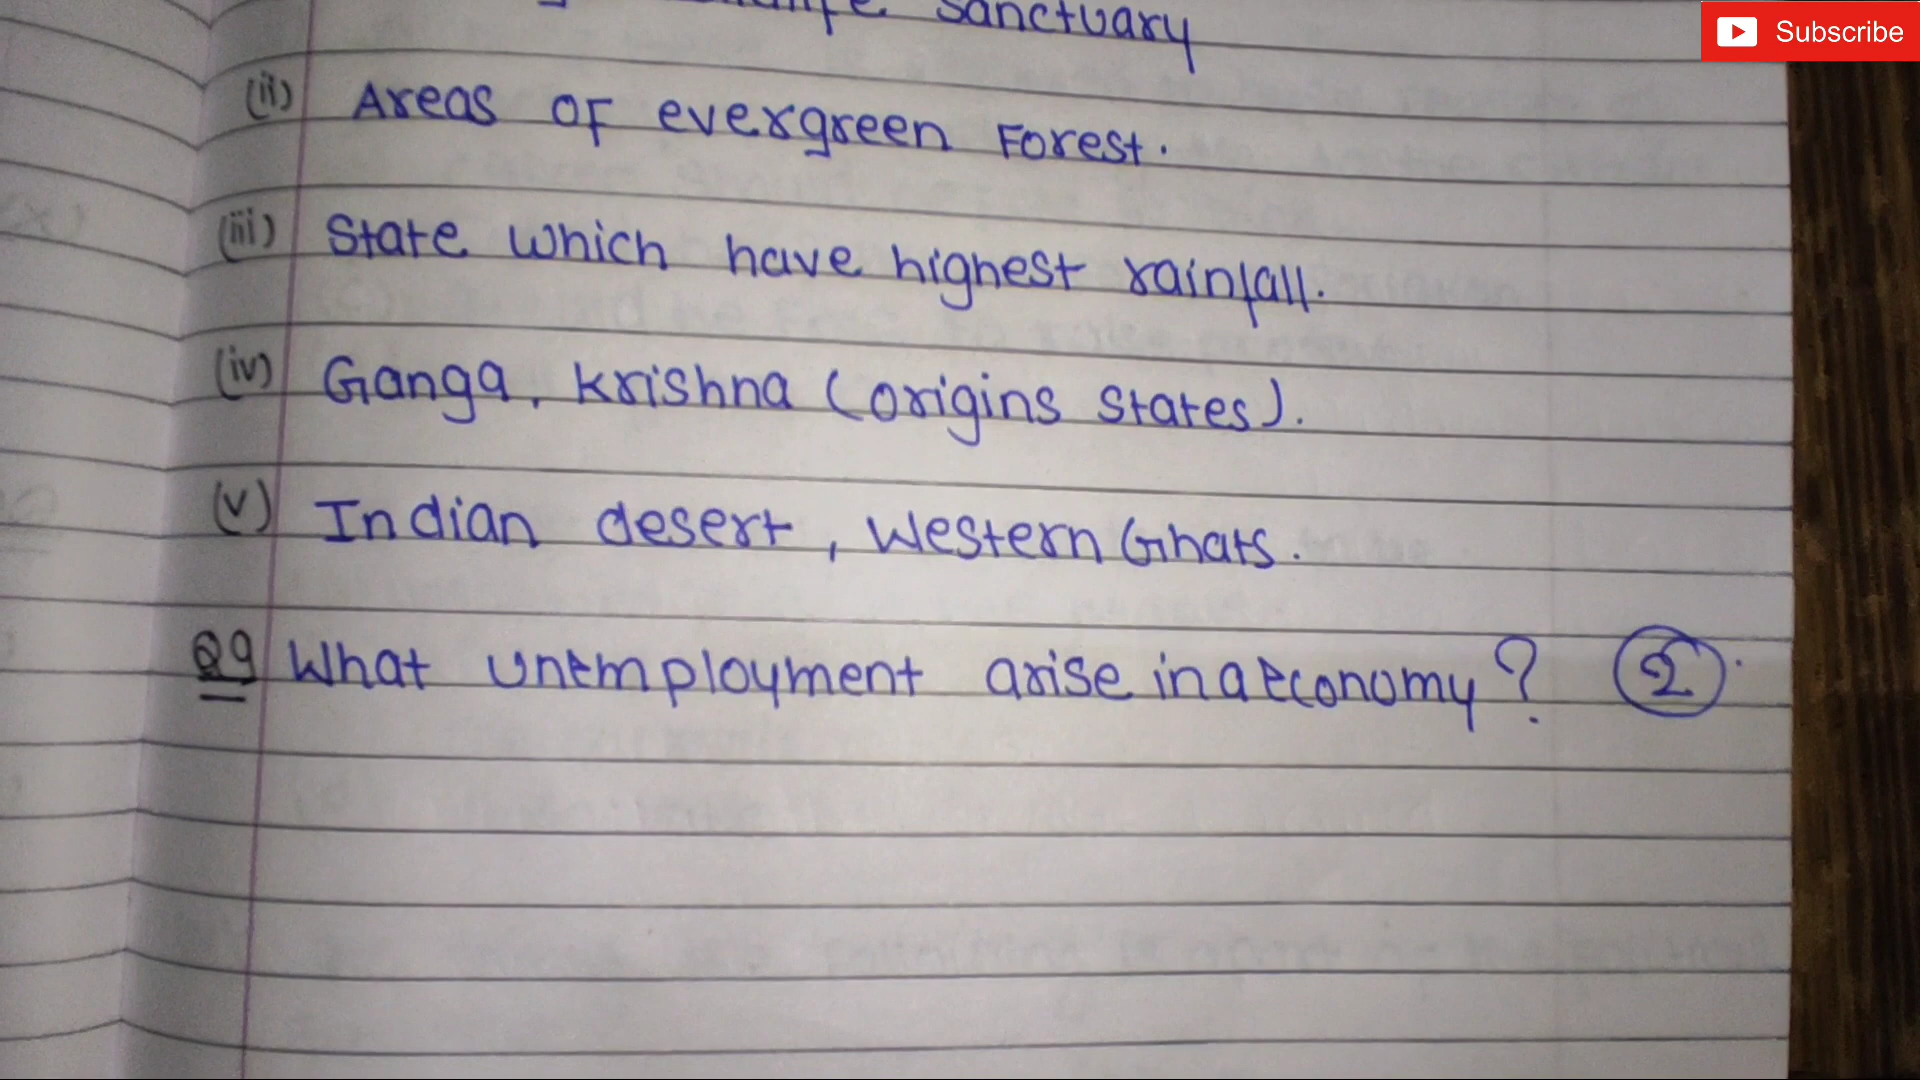 Sanctuary
Subscribe
(ii) Areas of evergreen Forest.
(iii) State which have highest rainfall.
(iv) Ganga, Krishna (origins states).
(v) Indian desert, Western Ghats.
Q9 What unemployment arise in a economy? 2